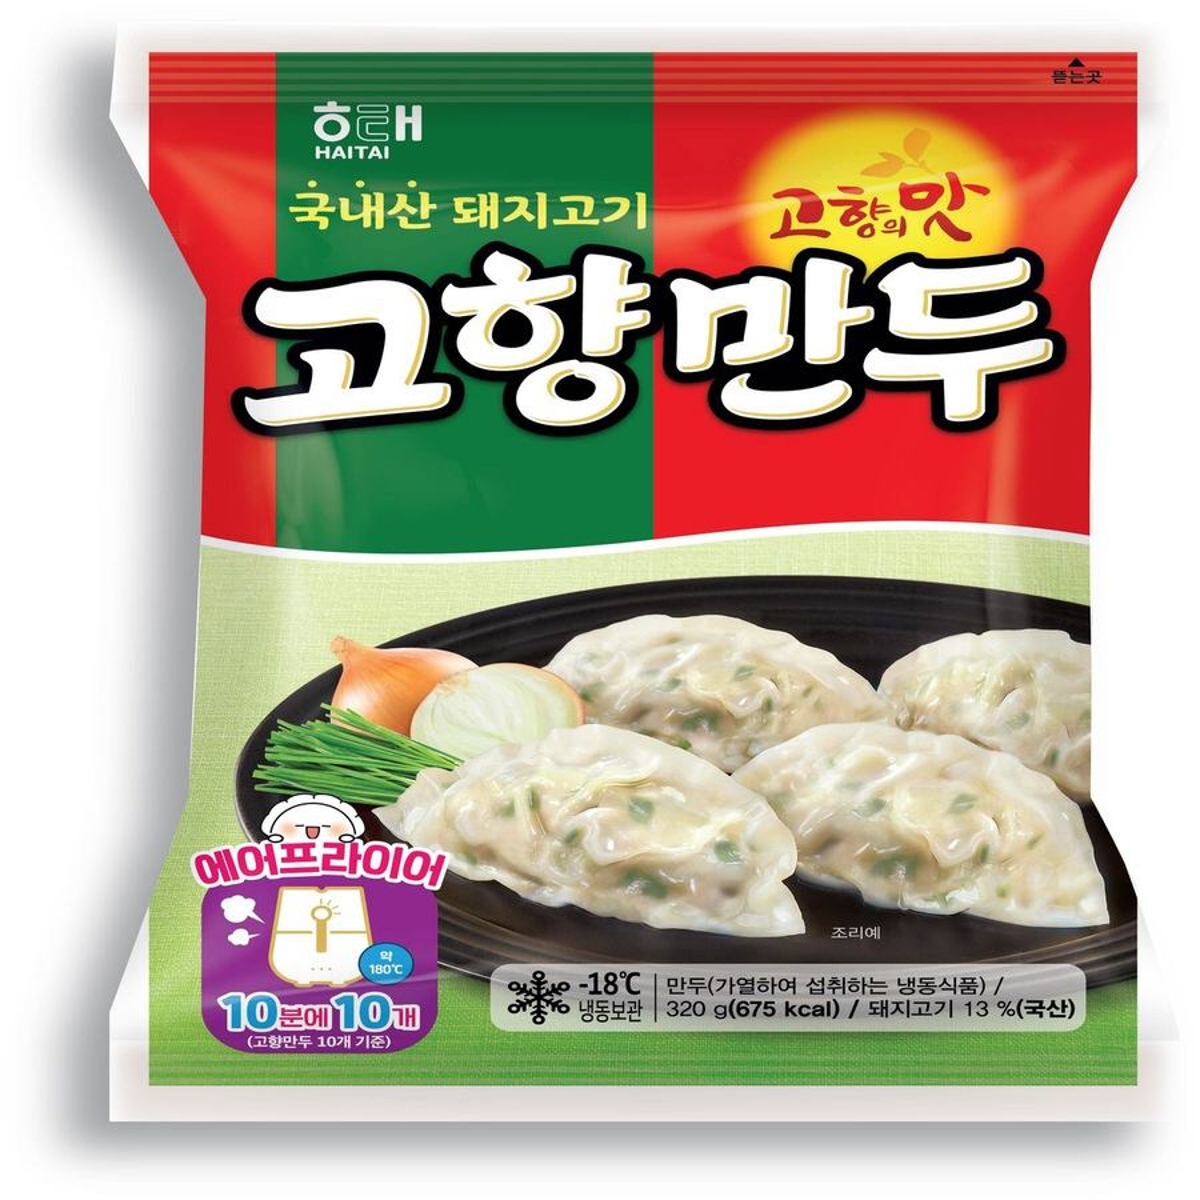 뜯는곳
해태
HAITAI
국내산 돼지고기
고향의 맛
고향만두
에어프라이어
약
180℃
10분에 10개
(고향만두 10개 기준)
조리예
-18℃
냉동보관
만두(가열하여 섭취하는 냉동식품) /
320 g(675 kcal) / 돼지고기 13 %(국산)